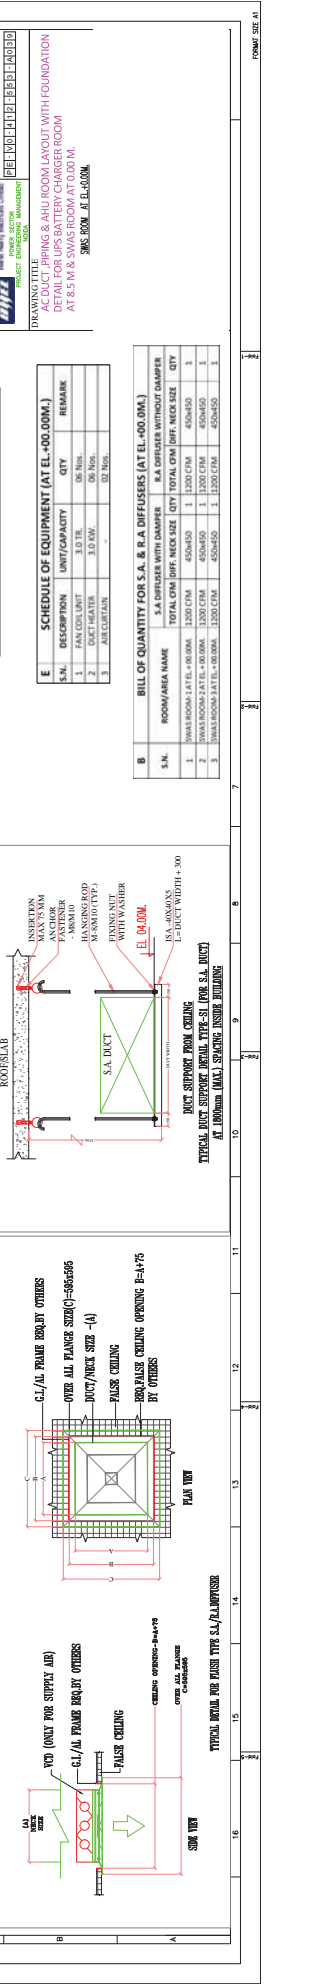 FORMAT SIZE A1
PE-V0-412-553-A039
POWER SECTOR
PROJECT ENGINEERING MANAGEMENT
NOIDA
DRAWING TITLE
AC DUCT ,PIPING & AHU ROOM LAYOUT WITH FOUNDATION
DETAIL FOR UPS BATTERY CHARGER ROOM
AT 8.5 M & SWAS ROOM AT 0.00 M.
SWAS ROOM AT EL.+0.00M.
E SCHEDULE OF EQUIPMENT (AT EL.+00.00M.)
S.N. DESCRIPTION UNIT/CAPACITY QTY REMARK
1 FAN COIL UNIT 3.0 TR. 06 Nos.
2 DUCT HEATER 3.0 KW. 06 Nos.
3 AIR CURTAIN - 02 Nos.
B BILL OF QUANTITY FOR S.A. & R.A DIFFUSERS (AT EL.+00.0M.)
S.N. ROOM/AREA NAME S.A DIFFUSER WITH DAMPER R.A DIFFUSER WITHOUT DAMPER
TOTAL CFM DIFF. NECK SIZE QTY TOTAL CFM DIFF. NECK SIZE QTY
1 SWAS ROOM-1 AT EL.+00.00M. 1200 CFM 450x450 1 1200 CFM 450x450 1
2 SWAS ROOM-2 AT EL.+00.00M. 1200 CFM 450x450 1 1200 CFM 450x450 1
3 SWAS ROOM-3 AT EL.+00.00M. 1200 CFM 450x450 1 1200 CFM 450x450 1
ROOF/SLAB
INSERTION
MAX 75 MM
ANCHOR
FASTENER
- M8/M10
HANGING ROD
M-8/M10 (TYP.)
FIXING NUT
WITH WASHER
EL 04.00M.
ISA -40X40X5
L= DUCT WIDTH + 300
S.A. DUCT
DUCT WIDTH
DUCT SUPPORT FROM CEILING
TYPICAL DUCT SUPPORT DETAIL TYPE-S1 (FOR S.A. DUCT)
AT 1800mm (MAX.) SPACING INSIDE BUILDING
G.I./AL FRAME REQ.BY OTHERS
OVER ALL FLANGE SIZE(C)=595x595
DUCT/NECK SIZE -(A)
FALSE CEILING
REQ.FALSE CEILING OPENING B=A+75
BY OTHERS
C
B
A
A
B
C
PLAN VIEW
(A)
NECK
SIZE
VCD (ONLY FOR SUPPLY AIR)
G.I./AL FRAME REQ.BY OTHERS
FALSE CEILING
CEILING OPENING-B=A+75
OVER ALL FLANGE
C=595x595
SIDE VIEW
TYPICAL DETAIL FOR FLUSH TYPE S.A./R.A.DIFFUSER
7
8
9
10
11
12
13
14
15
16
Fold-1
Fold-2
Fold-3
Fold-4
Fold-5
B
A